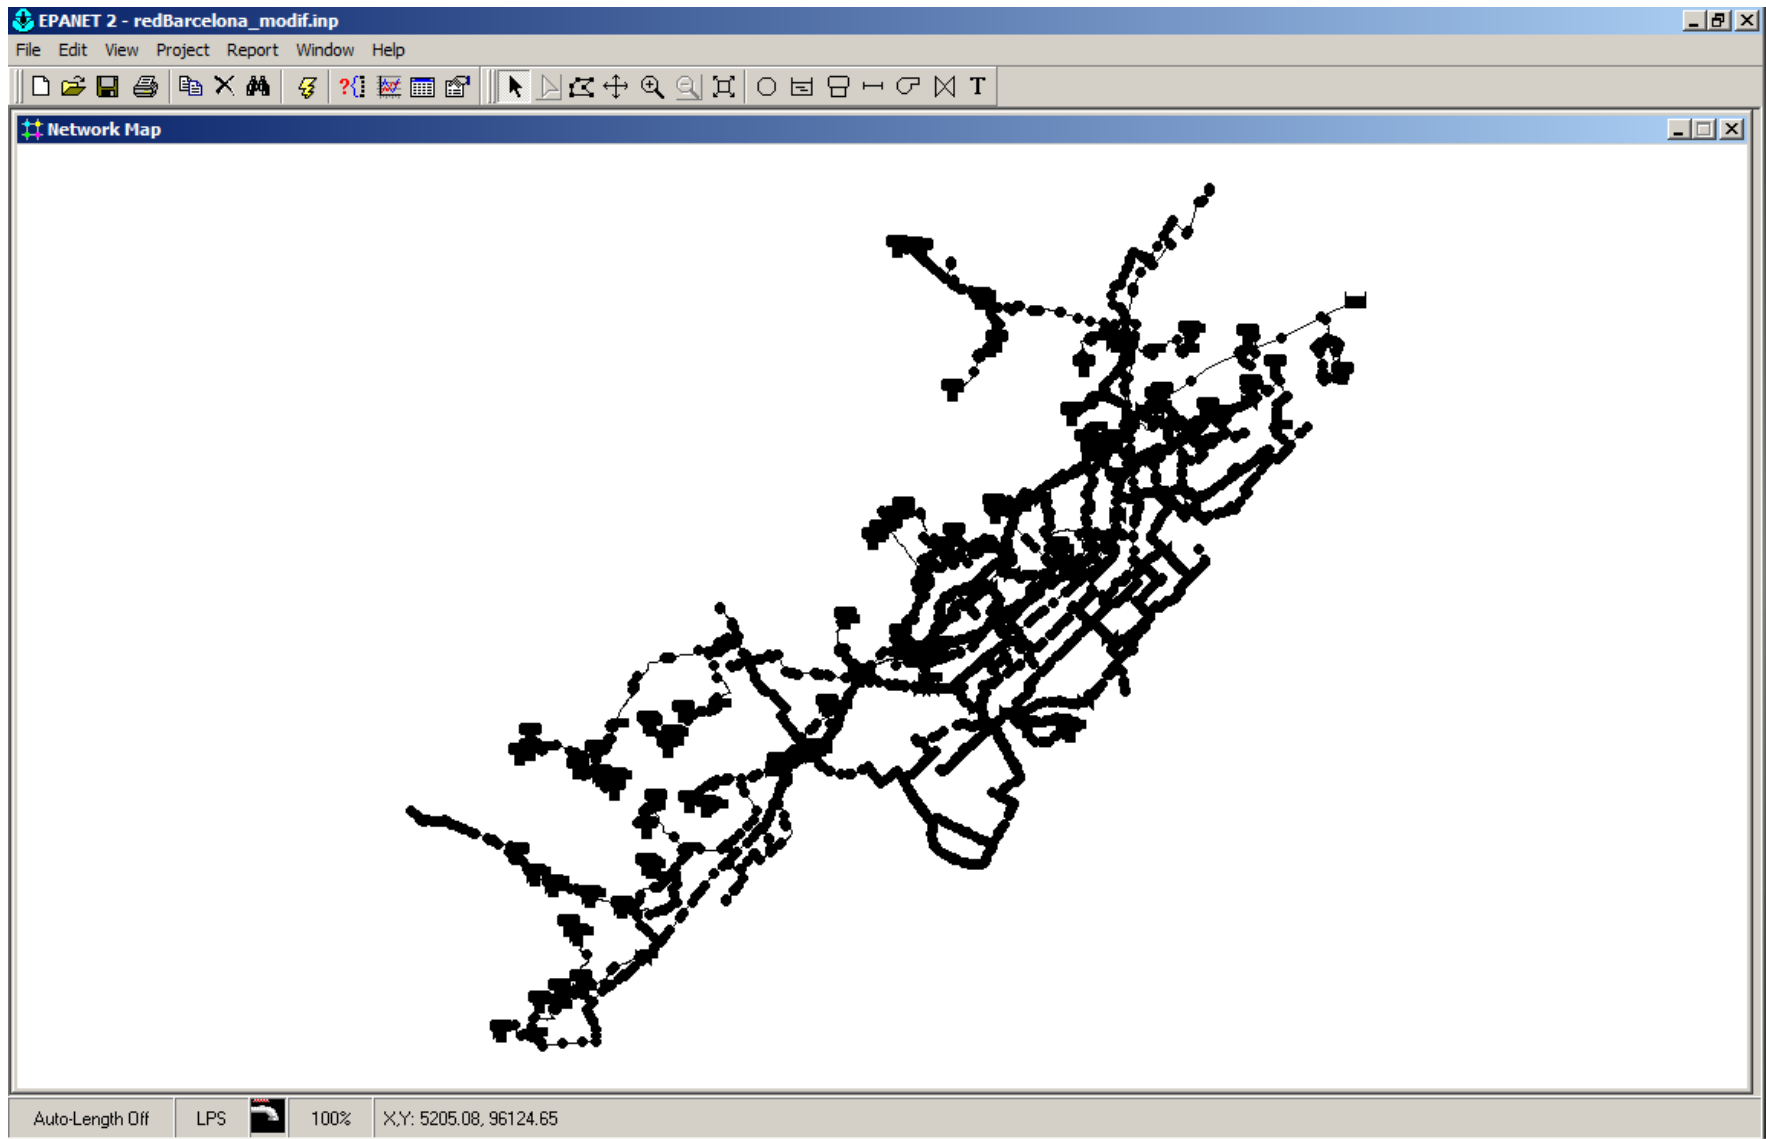 EPANET 2 - redBarcelona_modif.inp
File Edit View Project Report Window Help
T
Network Map
Auto-Length Off LPS 100% X,Y: 5205.08, 96124.65